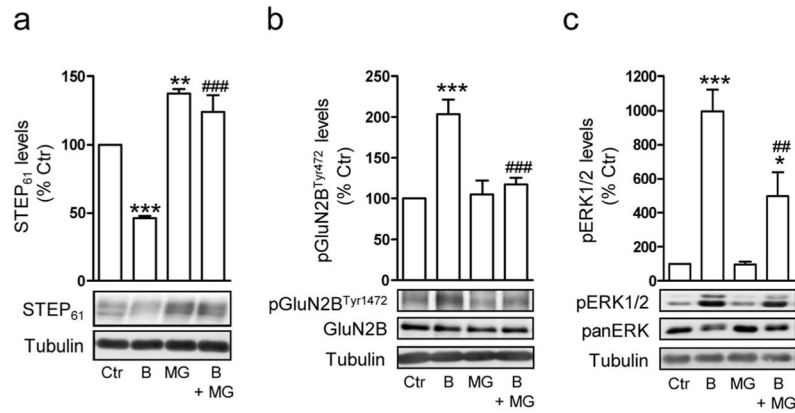 a
STEP61 levels
(% Ctr)
150
100
50
0
***
**
###
STEP61
Tubulin
Ctr B MG B
+ MG
b
pGluN2BTyr472 levels
(% Ctr)
250
200
150
100
50
0
***
###
pGluN2BTyr1472
GluN2B
Tubulin
Ctr B MG B
+ MG
c
pERK1/2 levels
(% Ctr)
1200
1000
800
600
400
200
0
***
##
*
pERK1/2
panERK
Tubulin
Ctr B MG B
+ MG